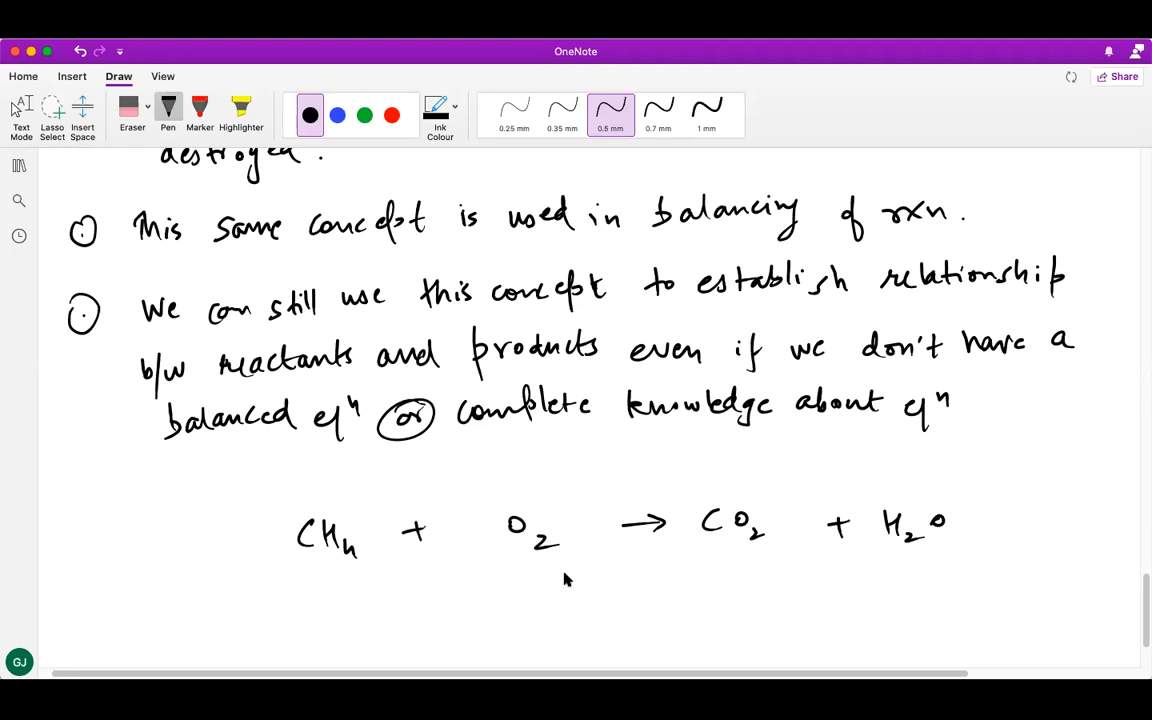 OneNote
Home Insert Draw View
Share
Text Mode
Lasso Select
Insert Space
Eraser
Pen
Marker
Highlighter
Ink Colour
0.25 mm
0.35 mm
0.5 mm
0.7 mm
1 mm
destroyed.
This same concept is used in balancing of rxn.
We can still use this concept to establish relationship
b/w reactants and products even if we don't have a
balanced eqⁿ or complete knowledge about eqⁿ
CH₄ + O₂ → CO₂ + H₂O
GJ